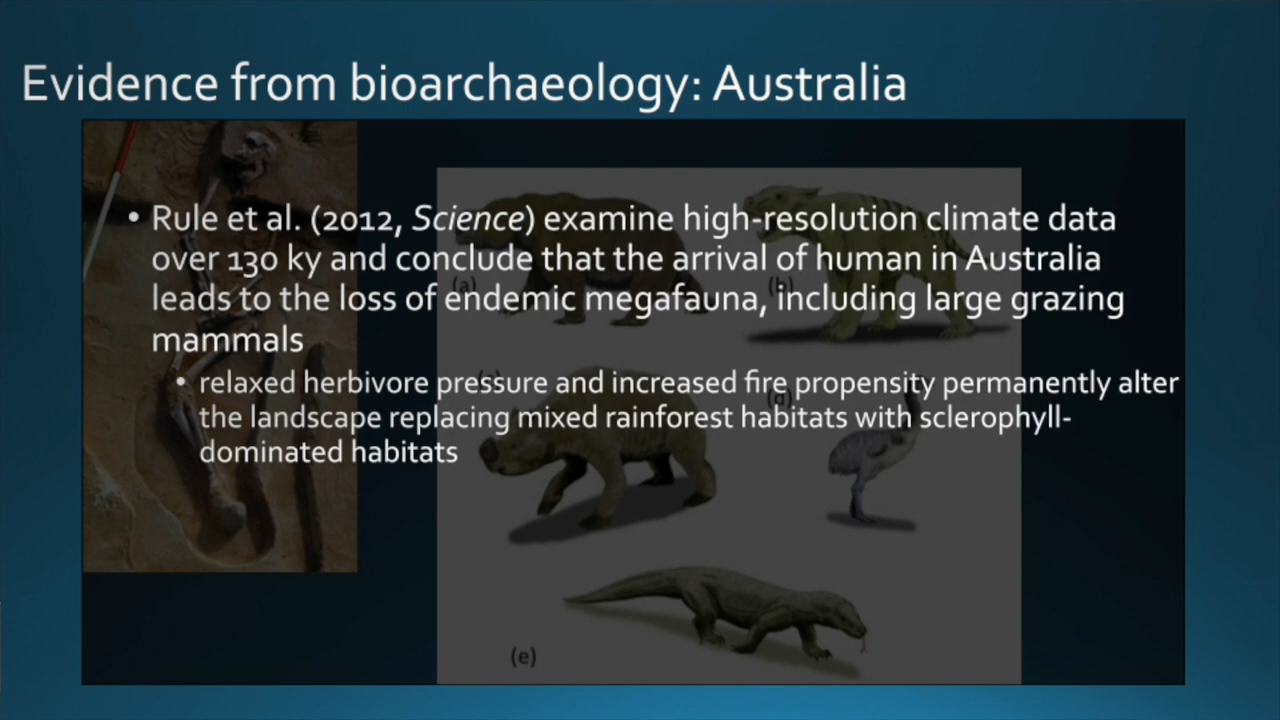 Evidence from bioarchaeology: Australia
• Rule et al. (2012, Science) examine high-resolution climate data
over 130 ky and conclude that the arrival of human in Australia
leads to the loss of endemic megafauna, including large grazing
mammals
• relaxed herbivore pressure and increased fire propensity permanently alter
the landscape replacing mixed rainforest habitats with sclerophyll-
dominated habitats
(a)
(b)
(e)